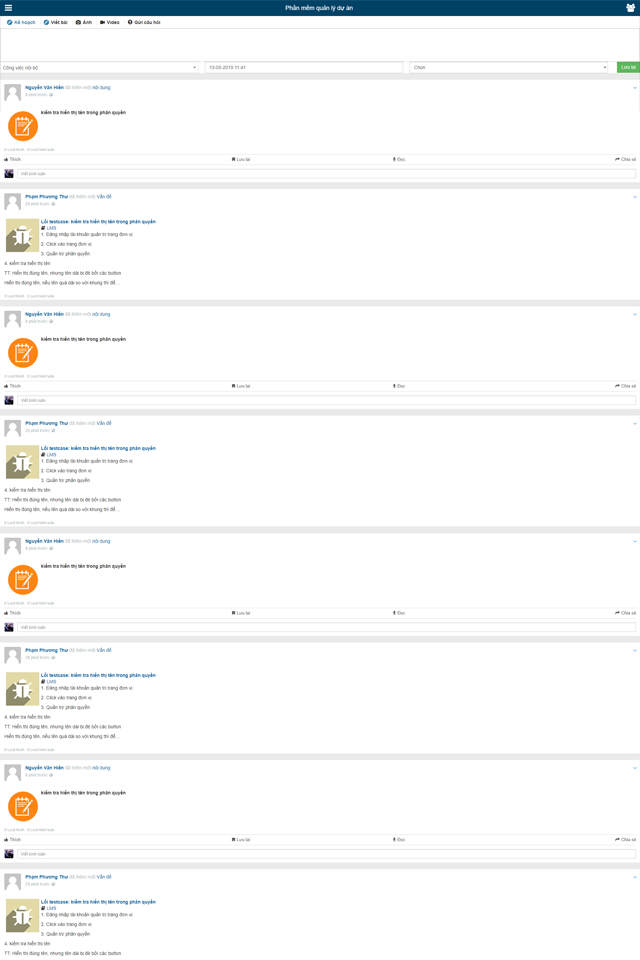 Phần mềm quản lý dự án
Kế hoạch Viết bài Ảnh Video Gửi câu hỏi
Công việc nội bộ 13-05-2019 11:41 Chọn Lưu lại
Nguyễn Văn Hiển đã thêm mới nội dung
8 phút trước
kiểm tra hiển thị tên trong phân quyền
0 Lượt thích · 0 Lượt bình luận
Thích Lưu lại Đọc Chia sẻ
Viết bình luận
Phạm Phương Thư đã thêm mới Vấn đề
28 phút trước
Lỗi testcase: kiểm tra hiển thị tên trong phân quyền
LMS
1. Đăng nhập tài khoản quản trị trang đơn vị
2. Click vào trang đơn vị
3. Quản trị/ phân quyền
4. kiểm tra hiển thị tên
TT: Hiển thị đúng tên, nhưng tên dài bị đè bởi các button
Hiển thị đúng tên, nếu tên quá dài so với khung thì để ...
0 Lượt thích · 0 Lượt bình luận
Nguyễn Văn Hiển đã thêm mới nội dung
8 phút trước
kiểm tra hiển thị tên trong phân quyền
0 Lượt thích · 0 Lượt bình luận
Thích Lưu lại Đọc Chia sẻ
Viết bình luận
Phạm Phương Thư đã thêm mới Vấn đề
28 phút trước
Lỗi testcase: kiểm tra hiển thị tên trong phân quyền
LMS
1. Đăng nhập tài khoản quản trị trang đơn vị
2. Click vào trang đơn vị
3. Quản trị/ phân quyền
4. kiểm tra hiển thị tên
TT: Hiển thị đúng tên, nhưng tên dài bị đè bởi các button
Hiển thị đúng tên, nếu tên quá dài so với khung thì để ...
0 Lượt thích · 0 Lượt bình luận
Nguyễn Văn Hiển đã thêm mới nội dung
8 phút trước
kiểm tra hiển thị tên trong phân quyền
0 Lượt thích · 0 Lượt bình luận
Thích Lưu lại Đọc Chia sẻ
Viết bình luận
Phạm Phương Thư đã thêm mới Vấn đề
28 phút trước
Lỗi testcase: kiểm tra hiển thị tên trong phân quyền
LMS
1. Đăng nhập tài khoản quản trị trang đơn vị
2. Click vào trang đơn vị
3. Quản trị/ phân quyền
4. kiểm tra hiển thị tên
TT: Hiển thị đúng tên, nhưng tên dài bị đè bởi các button
Hiển thị đúng tên, nếu tên quá dài so với khung thì để ...
0 Lượt thích · 0 Lượt bình luận
Nguyễn Văn Hiển đã thêm mới nội dung
8 phút trước
kiểm tra hiển thị tên trong phân quyền
0 Lượt thích · 0 Lượt bình luận
Thích Lưu lại Đọc Chia sẻ
Viết bình luận
Phạm Phương Thư đã thêm mới Vấn đề
28 phút trước
Lỗi testcase: kiểm tra hiển thị tên trong phân quyền
LMS
1. Đăng nhập tài khoản quản trị trang đơn vị
2. Click vào trang đơn vị
3. Quản trị/ phân quyền
4. kiểm tra hiển thị tên
TT: Hiển thị đúng tên, nhưng tên dài bị đè bởi các button